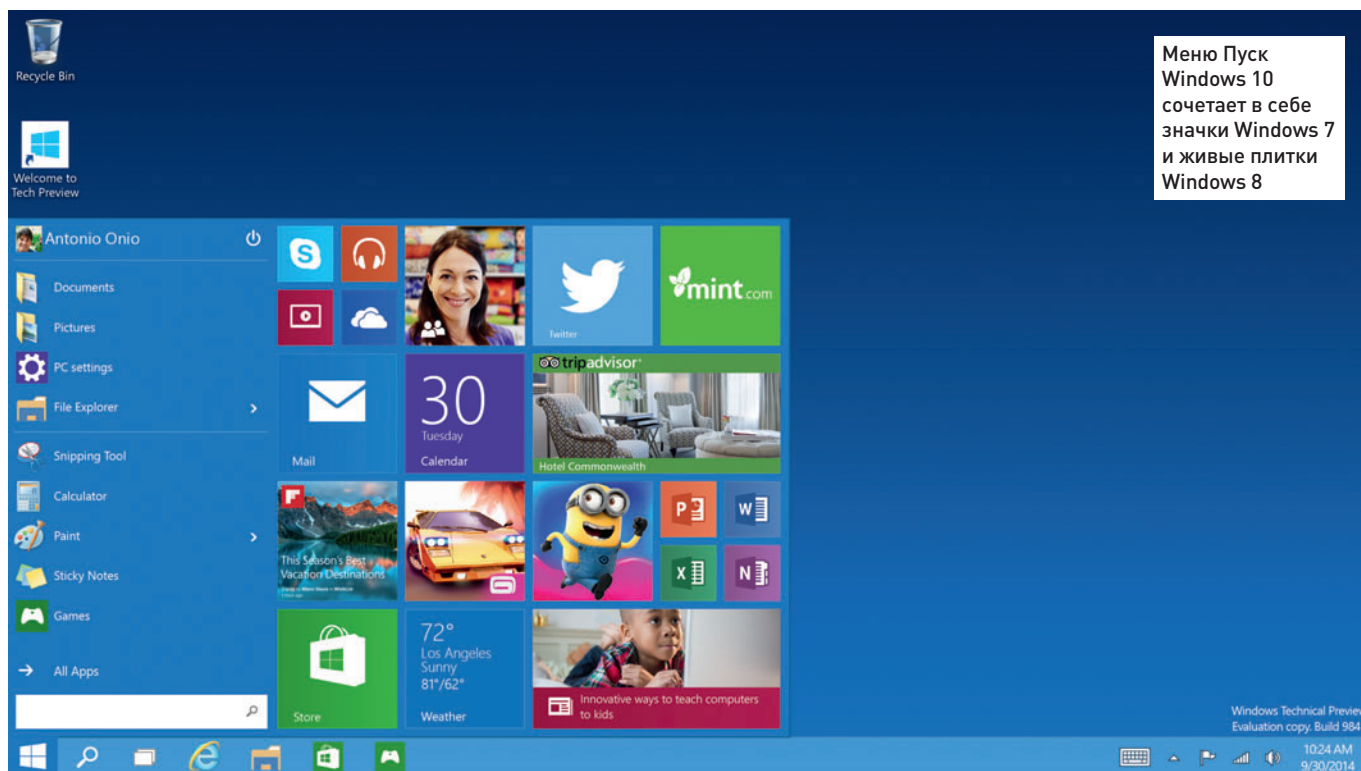 Recycle Bin
Меню Пуск
Windows 10
сочетает в себе
значки Windows 7
и живые плитки
Windows 8
Welcome to
Tech Preview
Antonio Onio
Documents
Pictures
PC settings
File Explorer
Snipping Tool
Calculator
Paint
Sticky Notes
Games
All Apps
Twitter
mint.com
Mail
30
Tuesday
Calendar
tripadvisor
Hotel Commonwealth
This Season's Best
Vacation Destinations
Store
72°
Los Angeles
Sunny
81°/62°
Weather
Innovative ways to teach computers
to kids
Windows Technical Preview
Evaluation copy. Build 984
10:24 AM
9/30/2014